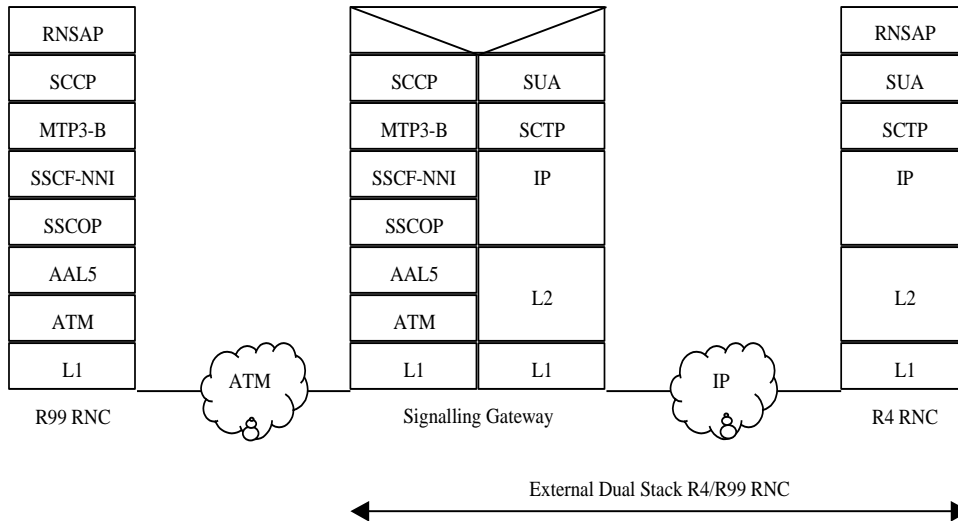 RNSAP
SCCP
MTP3-B
SSCF-NNI
SSCOP
AAL5
ATM
L1
R99 RNC
ATM
SCCP
MTP3-B
SSCF-NNI
SSCOP
AAL5
ATM
L1
SUA
SCTP
IP
L2
L1
Signalling Gateway
IP
RNSAP
SUA
SCTP
IP
L2
L1
R4 RNC
External Dual Stack R4/R99 RNC